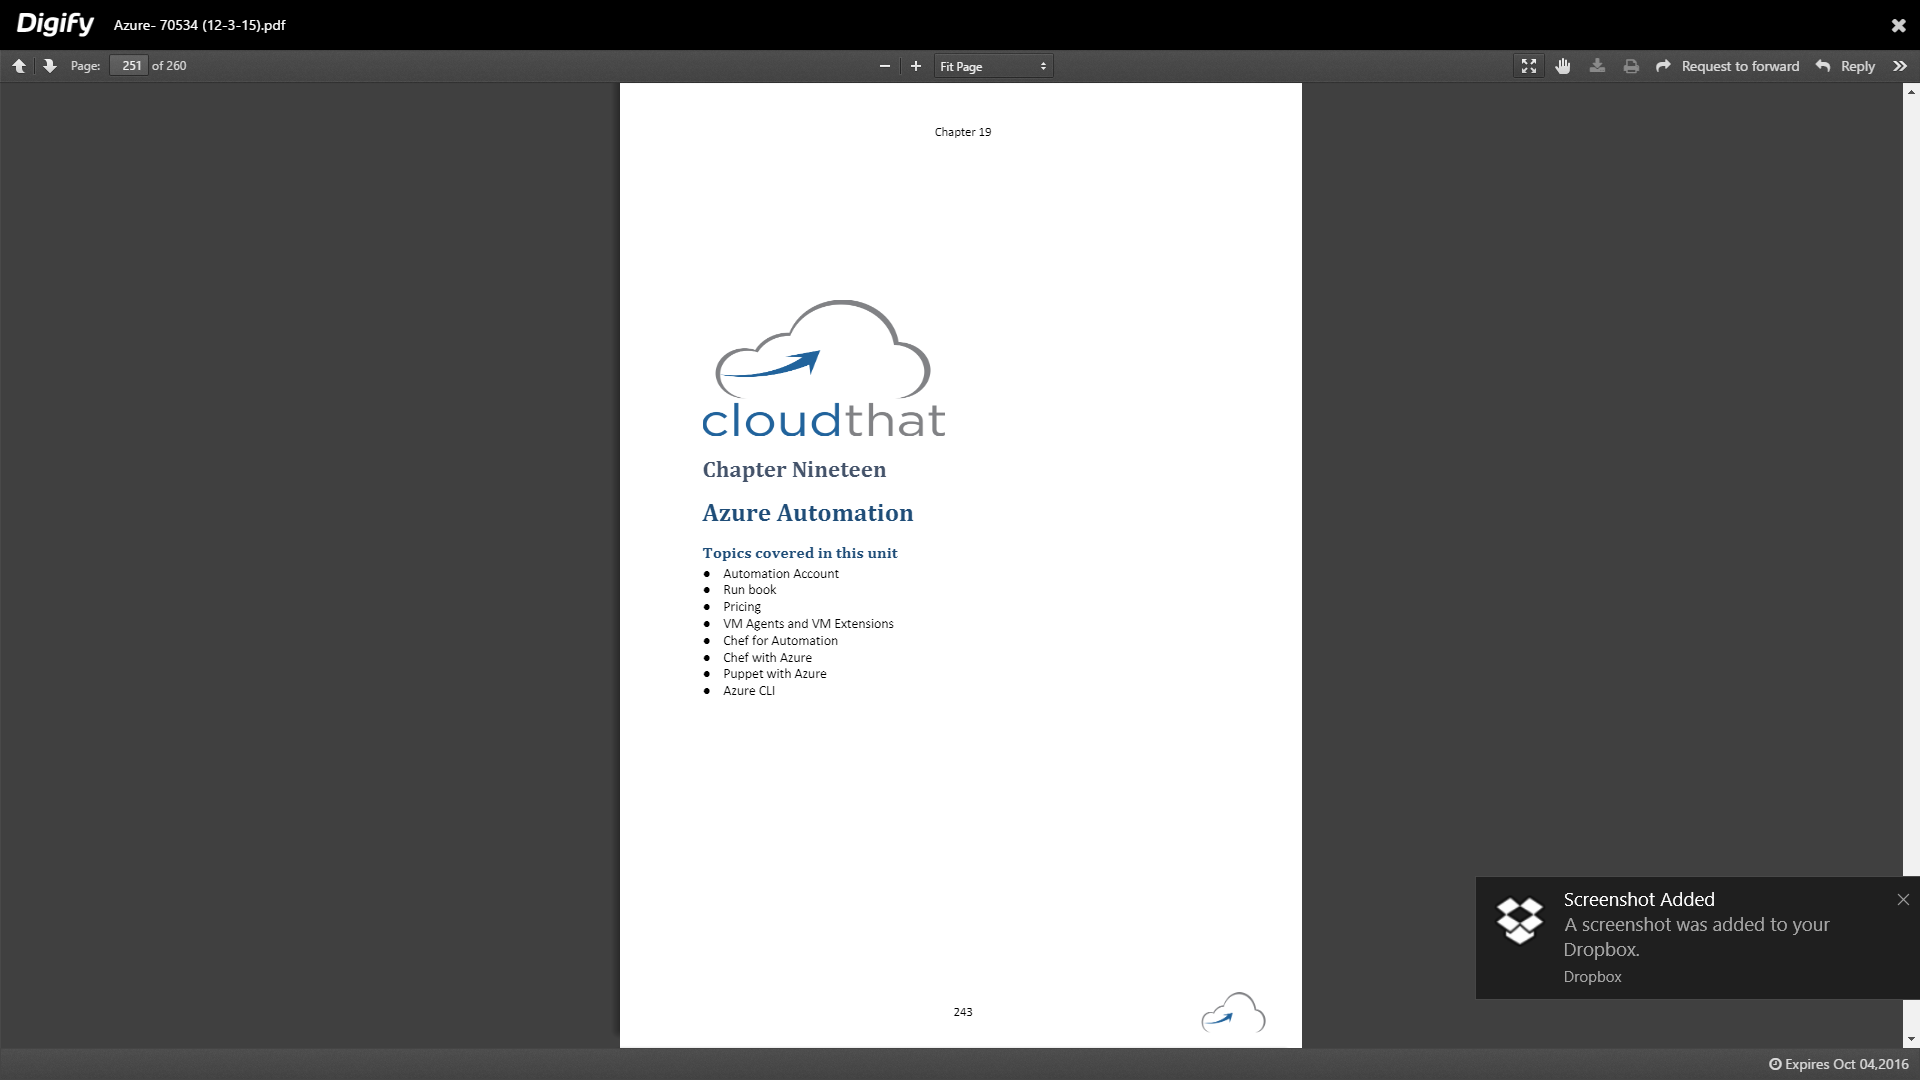 Digify Azure- 70534 (12-3-15).pdf
Page: 251 of 260 Fit Page Request to forward Reply
Chapter 19
cloudthat
Chapter Nineteen
Azure Automation
Topics covered in this unit
● Automation Account
● Run book
● Pricing
● VM Agents and VM Extensions
● Chef for Automation
● Chef with Azure
● Puppet with Azure
● Azure CLI
Screenshot Added
A screenshot was added to your
Dropbox.
Dropbox
243
Expires Oct 04,2016